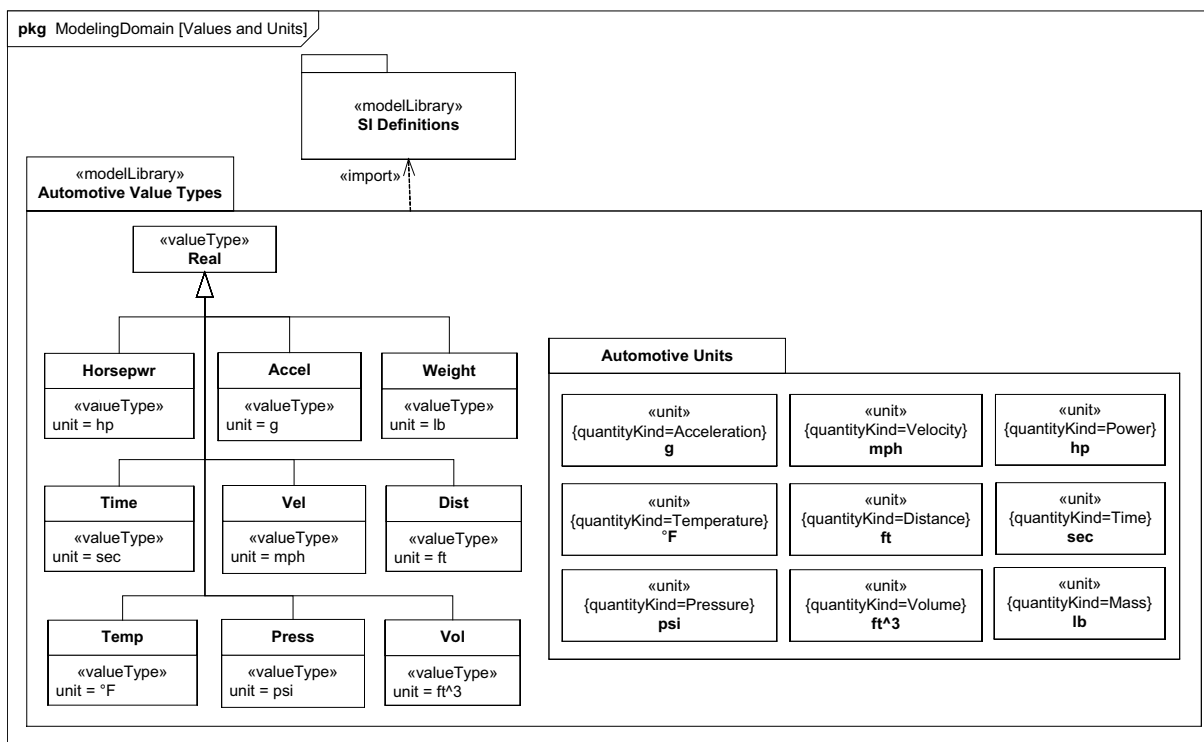 pkg ModelingDomain [Values and Units]
«modelLibrary»
SI Definitions
«import»
«modelLibrary»
Automotive Value Types
«valueType»
Real
Horsepwr
«valueType»
unit = hp
Accel
«valueType»
unit = g
Weight
«valueType»
unit = lb
Time
«valueType»
unit = sec
Vel
«valueType»
unit = mph
Dist
«valueType»
unit = ft
Temp
«valueType»
unit = °F
Press
«valueType»
unit = psi
Vol
«valueType»
unit = ft^3
Automotive Units
«unit»
{quantityKind=Acceleration}
g
«unit»
{quantityKind=Velocity}
mph
«unit»
{quantityKind=Power}
hp
«unit»
{quantityKind=Temperature}
°F
«unit»
{quantityKind=Distance}
ft
«unit»
{quantityKind=Time}
sec
«unit»
{quantityKind=Pressure}
psi
«unit»
{quantityKind=Volume}
ft^3
«unit»
{quantityKind=Mass}
lb